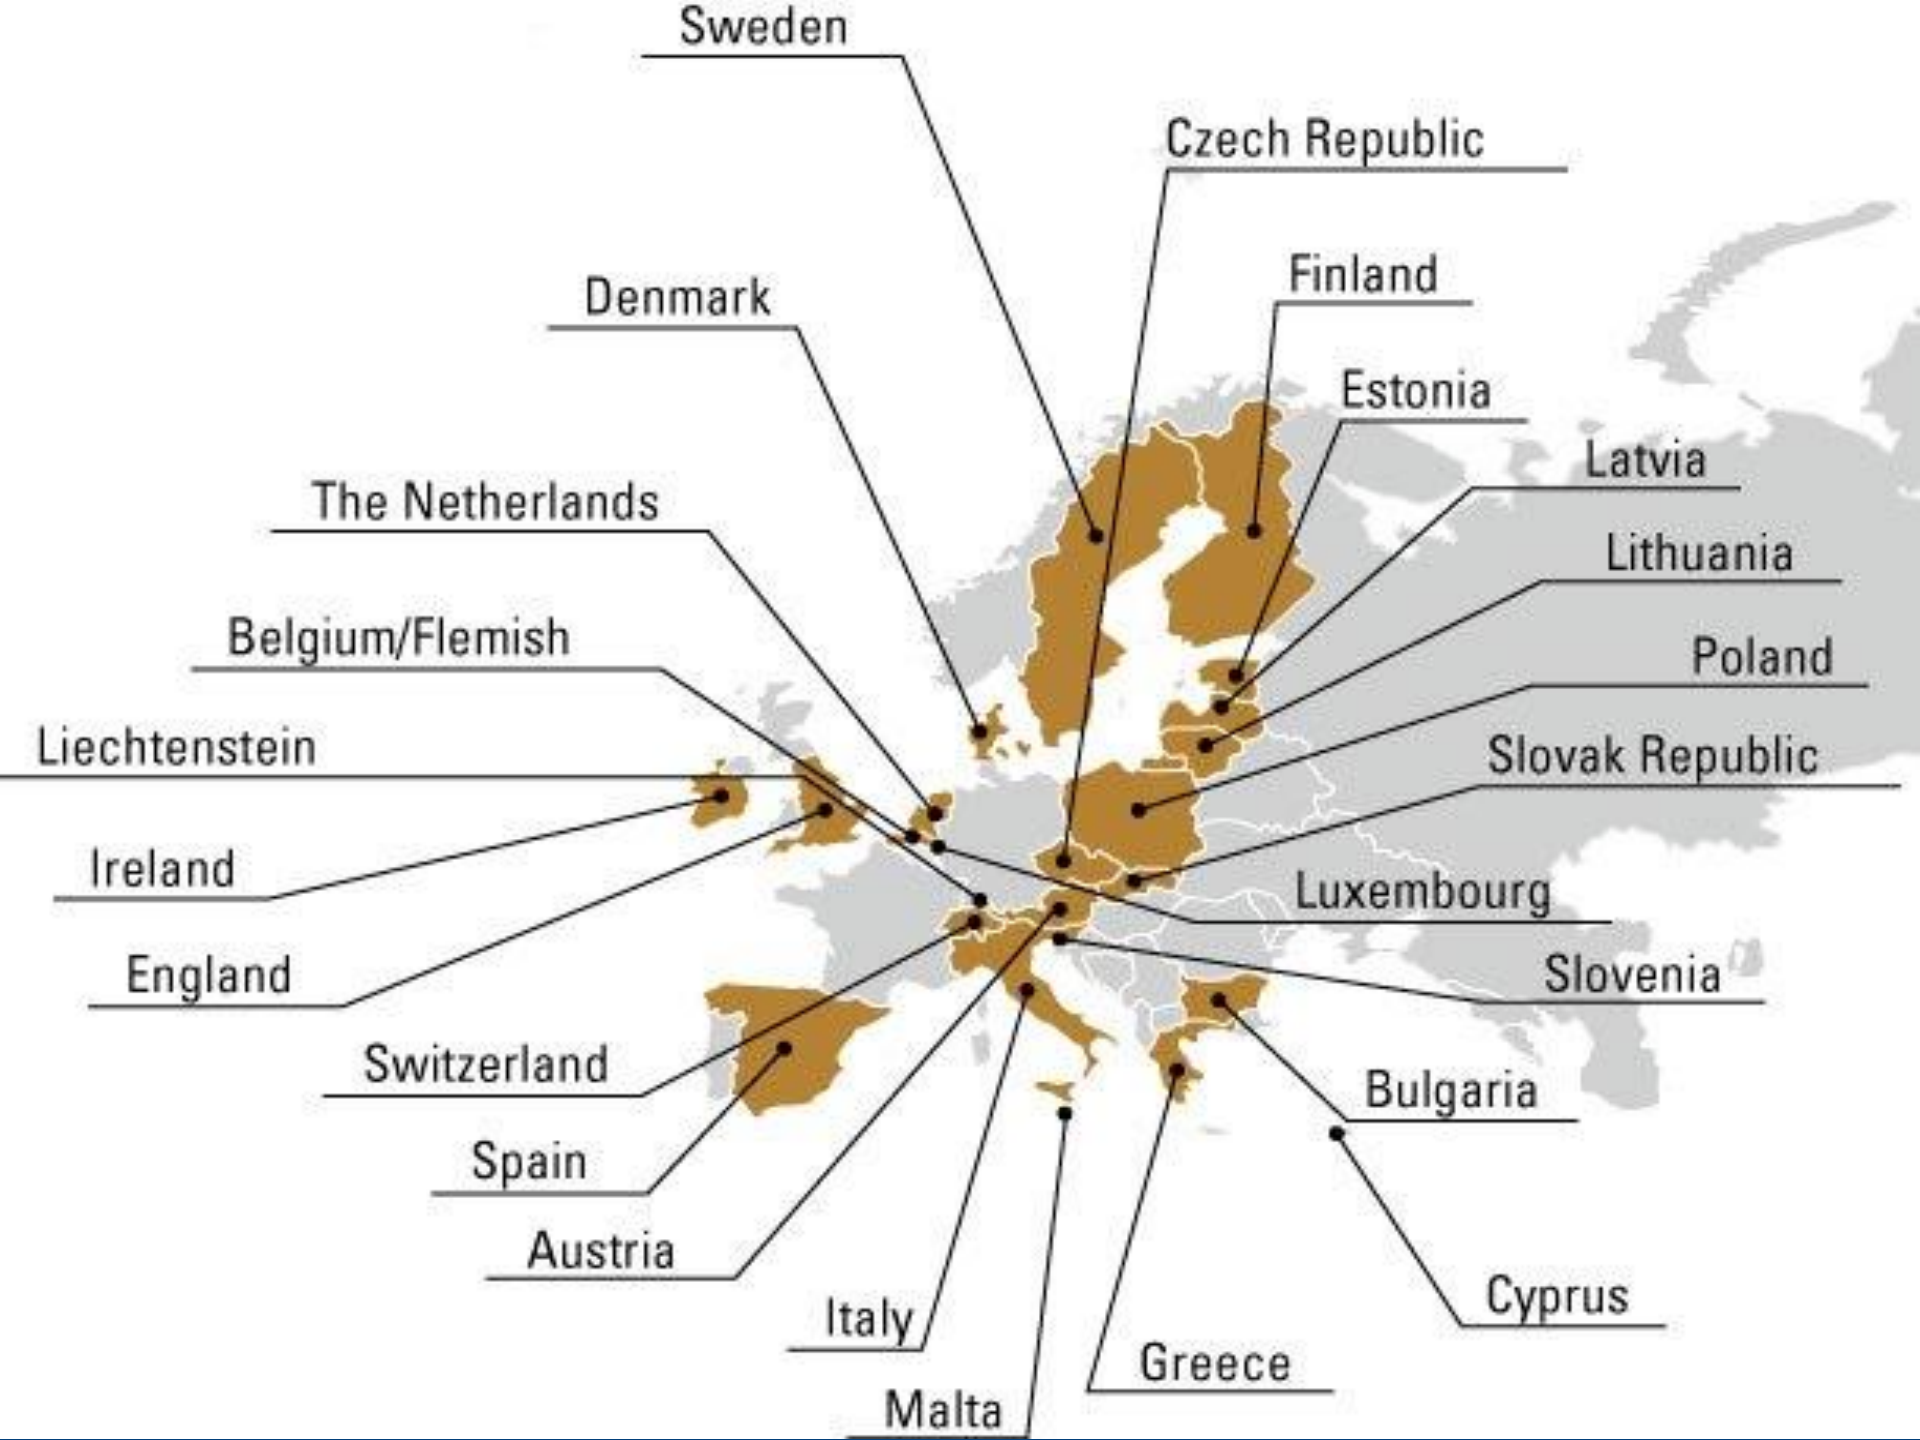 Sweden
Czech Republic
Finland
Denmark
Estonia
Latvia
The Netherlands
Lithuania
Belgium/Flemish
Poland
Liechtenstein
Slovak Republic
Ireland
Luxembourg
England
Slovenia
Switzerland
Bulgaria
Spain
Austria
Cyprus
Italy
Greece
Malta